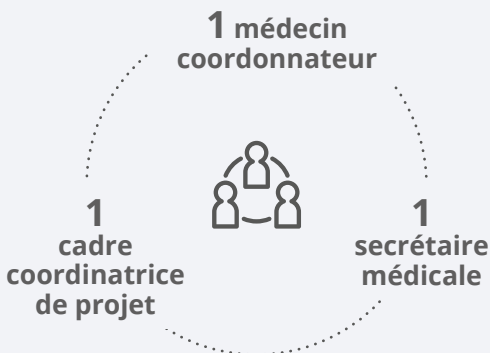 1 médecin
coordonnateur
1
cadre
coordinatrice
de projet
1
secrétaire
médicale